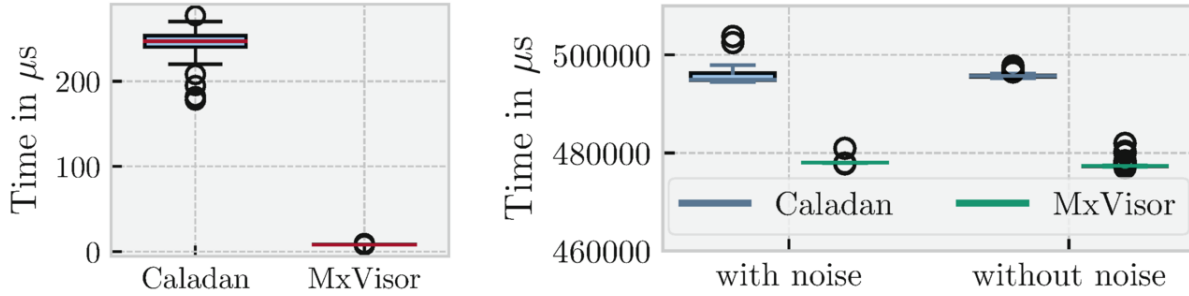 Time in μs
200
100
0
Caladan
MxVisor
Time in μs
500000
480000
460000
Caladan
MxVisor
with noise
without noise